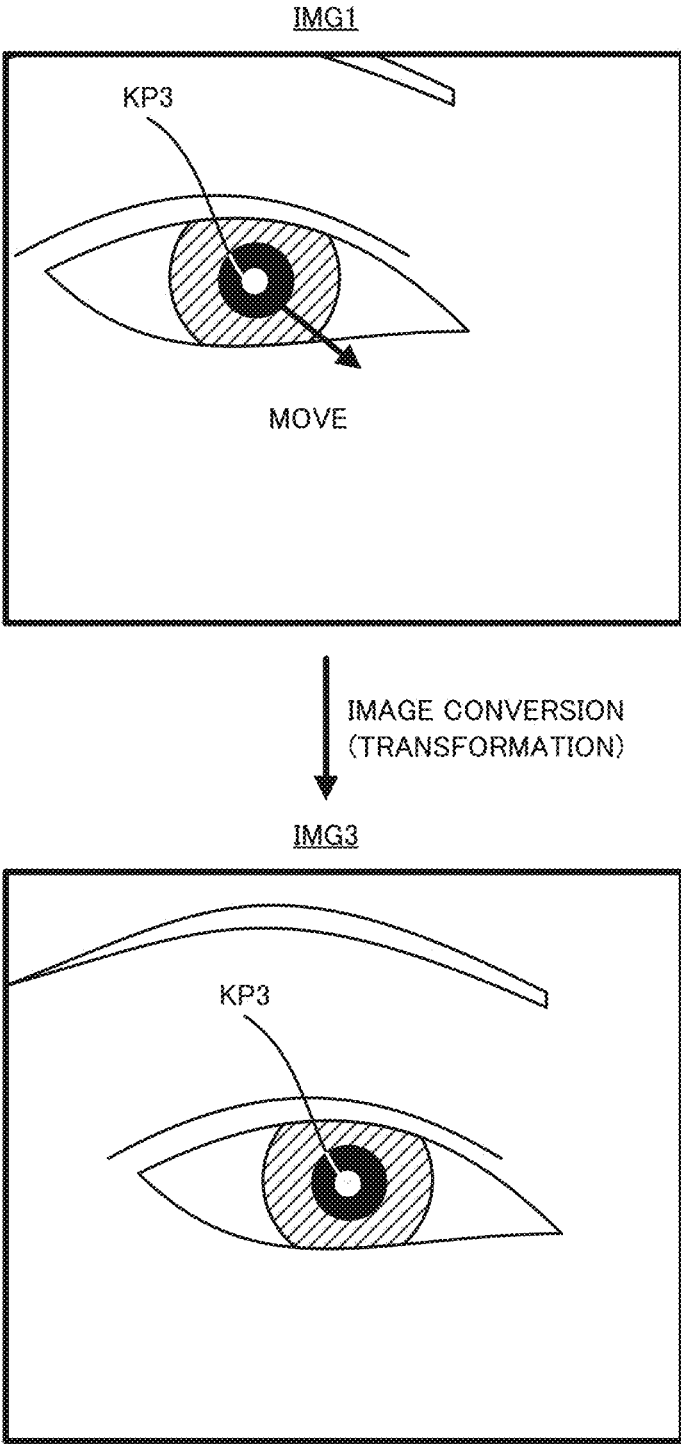 IMG1
KP3
MOVE
IMAGE CONVERSION
(TRANSFORMATION)
IMG3
KP3